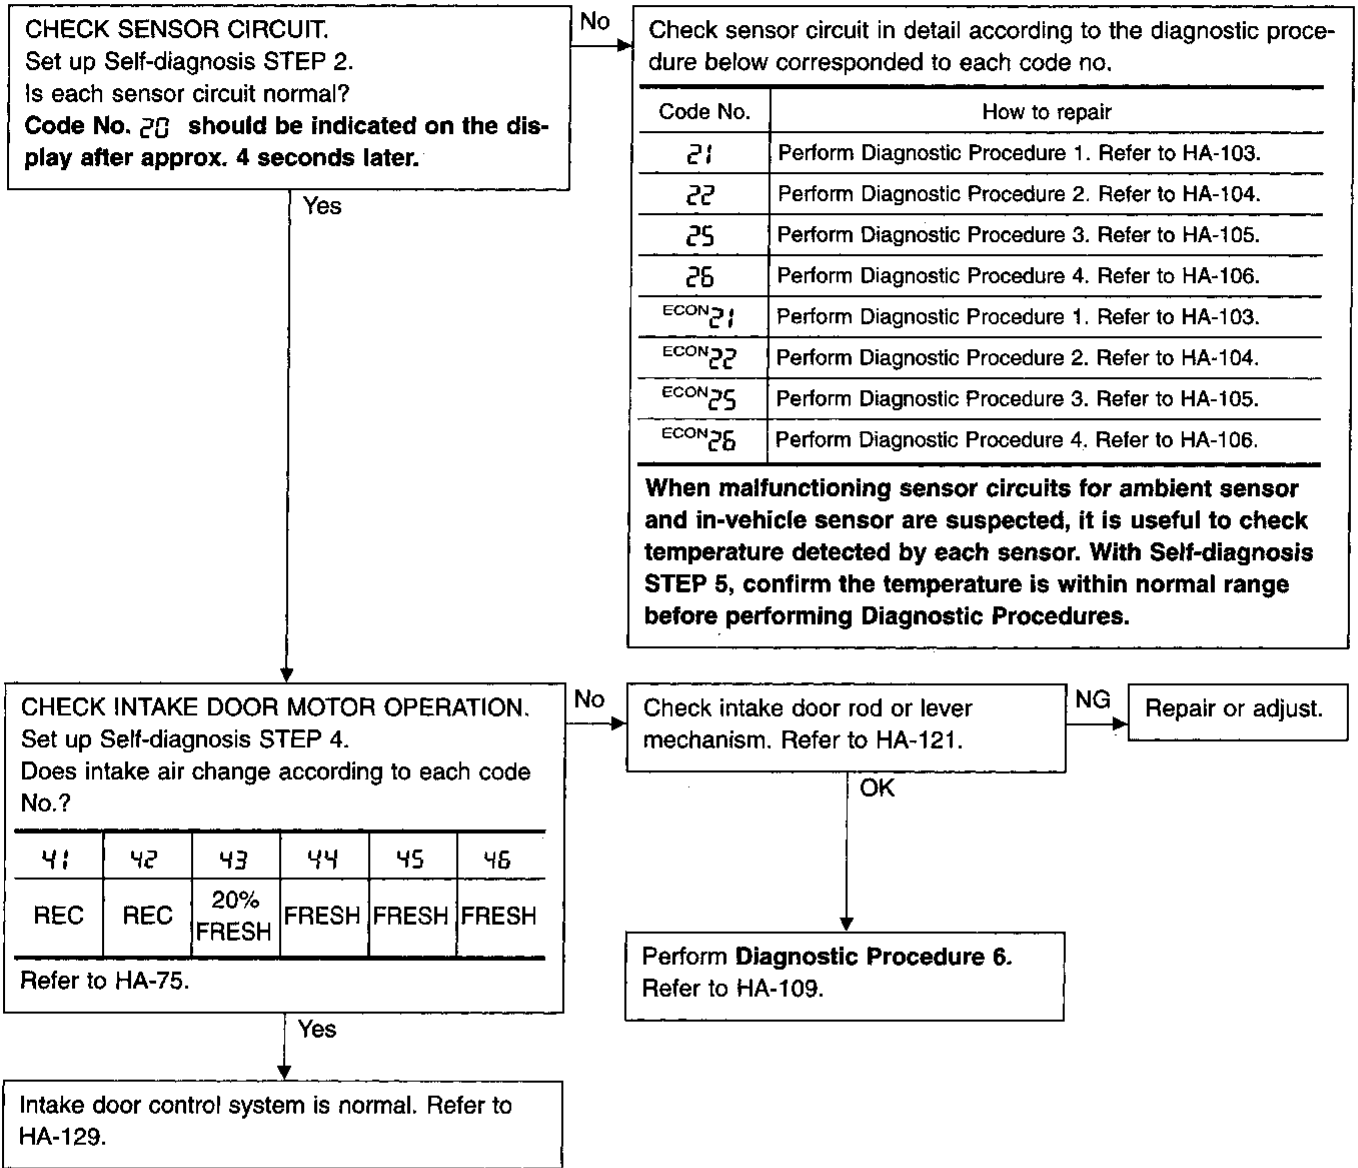 CHECK SENSOR CIRCUIT.
Set up Self-diagnosis STEP 2.
Is each sensor circuit normal?
Code No. 20 should be indicated on the dis-
play after approx. 4 seconds later.
No
Check sensor circuit in detail according to the diagnostic proce-
dure below corresponded to each code no.
Code No. How to repair
21 Perform Diagnostic Procedure 1. Refer to HA-103.
22 Perform Diagnostic Procedure 2. Refer to HA-104.
25 Perform Diagnostic Procedure 3. Refer to HA-105.
26 Perform Diagnostic Procedure 4. Refer to HA-106.
ECON21 Perform Diagnostic Procedure 1. Refer to HA-103.
ECON22 Perform Diagnostic Procedure 2. Refer to HA-104.
ECON25 Perform Diagnostic Procedure 3. Refer to HA-105.
ECON26 Perform Diagnostic Procedure 4. Refer to HA-106.
When malfunctioning sensor circuits for ambient sensor
and in-vehicle sensor are suspected, it is useful to check
temperature detected by each sensor. With Self-diagnosis
STEP 5, confirm the temperature is within normal range
before performing Diagnostic Procedures.
Yes
CHECK INTAKE DOOR MOTOR OPERATION.
Set up Self-diagnosis STEP 4.
Does intake air change according to each code
No.?
41 42 43 44 45 46
REC REC 20% FRESH FRESH FRESH FRESH
Refer to HA-75.
No
Check intake door rod or lever
mechanism. Refer to HA-121.
NG
Repair or adjust.
OK
Perform Diagnostic Procedure 6.
Refer to HA-109.
Yes
Intake door control system is normal. Refer to
HA-129.